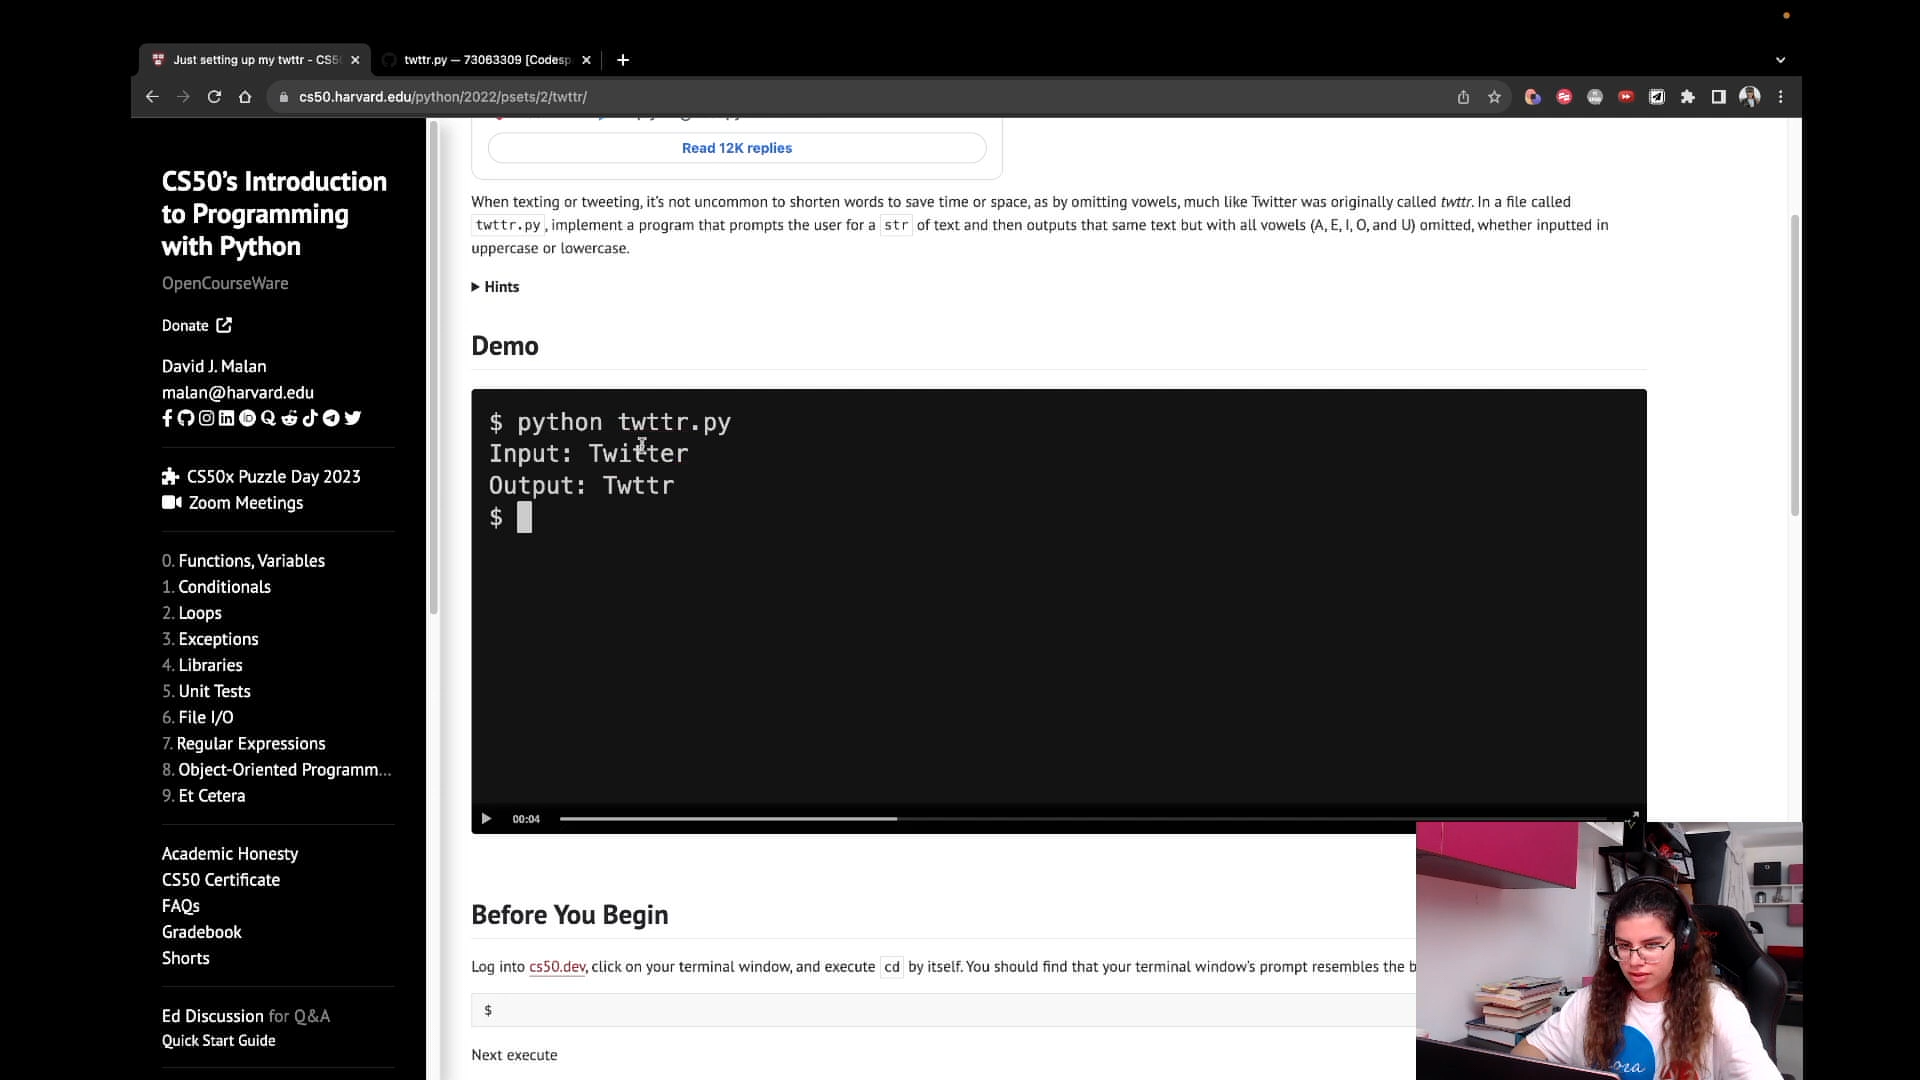 Just setting up my twttr - CS50
twttr.py — 73063309 [Codesp
cs50.harvard.edu/python/2022/psets/2/twttr/
CS50's Introduction
to Programming
with Python
OpenCourseWare
Donate
David J. Malan
malan@harvard.edu
CS50x Puzzle Day 2023
Zoom Meetings
0. Functions, Variables
1. Conditionals
2. Loops
3. Exceptions
4. Libraries
5. Unit Tests
6. File I/O
7. Regular Expressions
8. Object-Oriented Programm...
9. Et Cetera
Academic Honesty
CS50 Certificate
FAQs
Gradebook
Shorts
Ed Discussion for Q&A
Quick Start Guide
Read 12K replies
When texting or tweeting, it's not uncommon to shorten words to save time or space, as by omitting vowels, much like Twitter was originally called twttr. In a file called
twttr.py, implement a program that prompts the user for a str of text and then outputs that same text but with all vowels (A, E, I, O, and U) omitted, whether inputted in
uppercase or lowercase.
Hints
Demo
$ python twttr.py
Input: Twitter
Output: Twttr
$
00:04
Before You Begin
Log into cs50.dev, click on your terminal window, and execute cd by itself. You should find that your terminal window's prompt resembles the b
$
Next execute